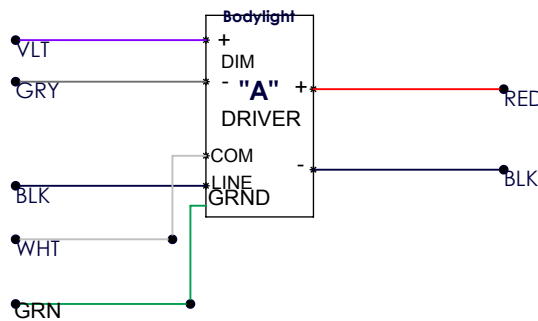 Bodylight
VLT
+
DIM
GRY
-
"A"
+
RED
DRIVER
COM
-
BLK
LINE
BLK
GRND
WHT
GRN